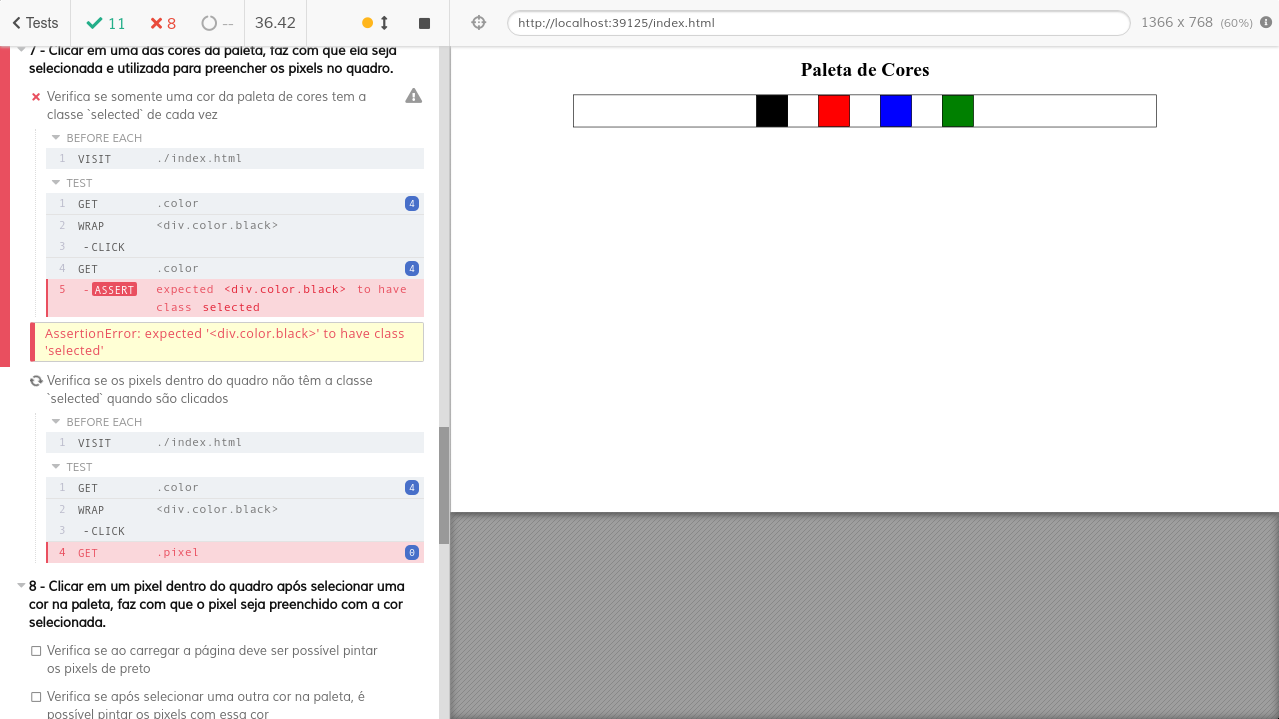 Tests
11
8
--
36.42
http://localhost:39125/index.html
1366 x 768 (60%)
7 - Clicar em uma das cores da paleta, faz com que ela seja
selecionada e utilizada para preencher os pixels no quadro.
Verifica se somente uma cor da paleta de cores tem a
classe `selected` de cada vez
BEFORE EACH
1 VISIT ./index.html
TEST
1 GET .color 4
2 WRAP <div.color.black>
3 -CLICK
4 GET .color 4
5 -ASSERT expected <div.color.black> to have
class selected
AssertionError: expected '<div.color.black>' to have class
'selected'
Verifica se os pixels dentro do quadro não têm a classe
`selected` quando são clicados
BEFORE EACH
1 VISIT ./index.html
TEST
1 GET .color 4
2 WRAP <div.color.black>
3 -CLICK
4 GET .pixel 0
8 - Clicar em um pixel dentro do quadro após selecionar uma
cor na paleta, faz com que o pixel seja preenchido com a cor
selecionada.
Verifica se ao carregar a página deve ser possível pintar
os pixels de preto
Verifica se após selecionar uma outra cor na paleta, é
possível pintar os pixels com essa cor
Paleta de Cores